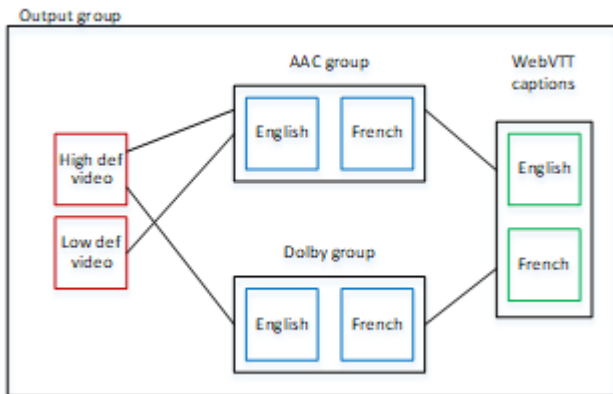 Output group
AAC group
WebVTT
captions
English
French
High def
video
English
Low def
video
French
Dolby group
English
French